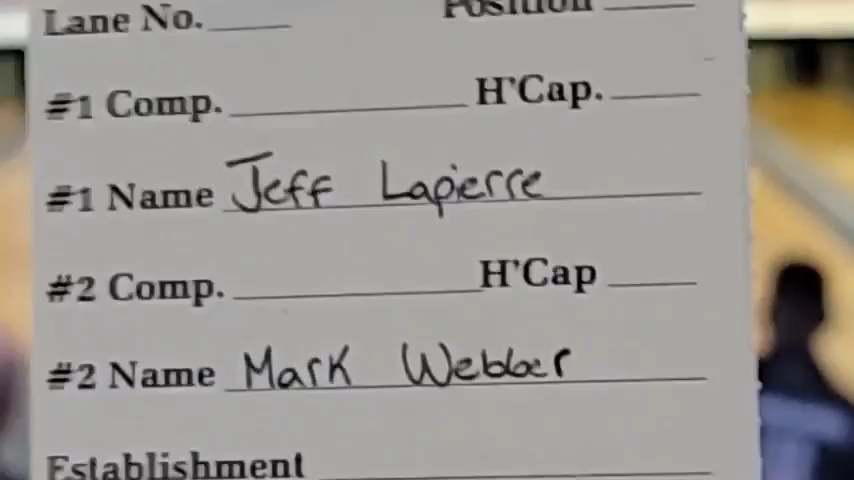 Lane No.
Position
#1 Comp. H'Cap.
#1 Name Jeff Lapierre
#2 Comp. H'Cap
#2 Name Mark Webber
Establishment